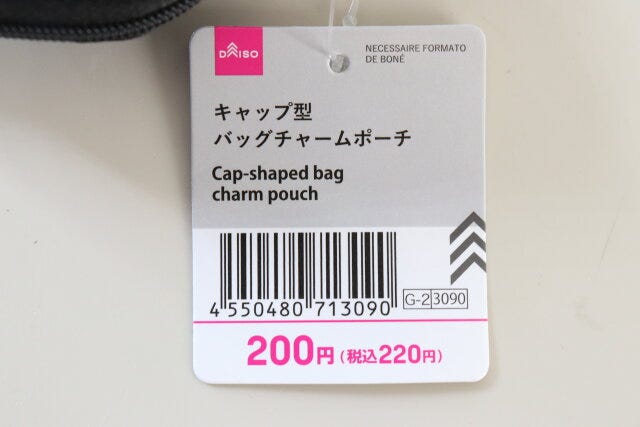 DAISO
NECESSAIRE FORMATO
DE BONÉ
キャップ型
バッグチャームポーチ
Cap-shaped bag
charm pouch
4 550480 713090
G-2 3090
200円(税込220円)